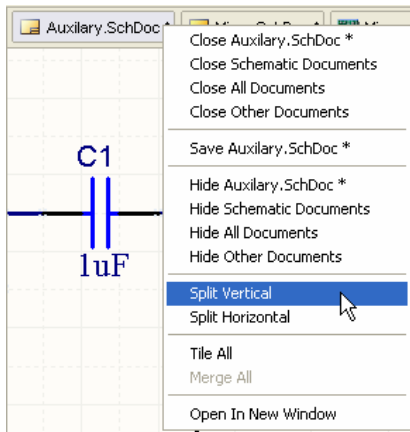 Auxilary.SchDoc *
Close Auxilary.SchDoc *
Close Schematic Documents
Close All Documents
Close Other Documents
Save Auxilary.SchDoc *
Hide Auxilary.SchDoc *
Hide Schematic Documents
Hide All Documents
Hide Other Documents
Split Vertical
Split Horizontal
Tile All
Merge All
Open In New Window
C1
1uF